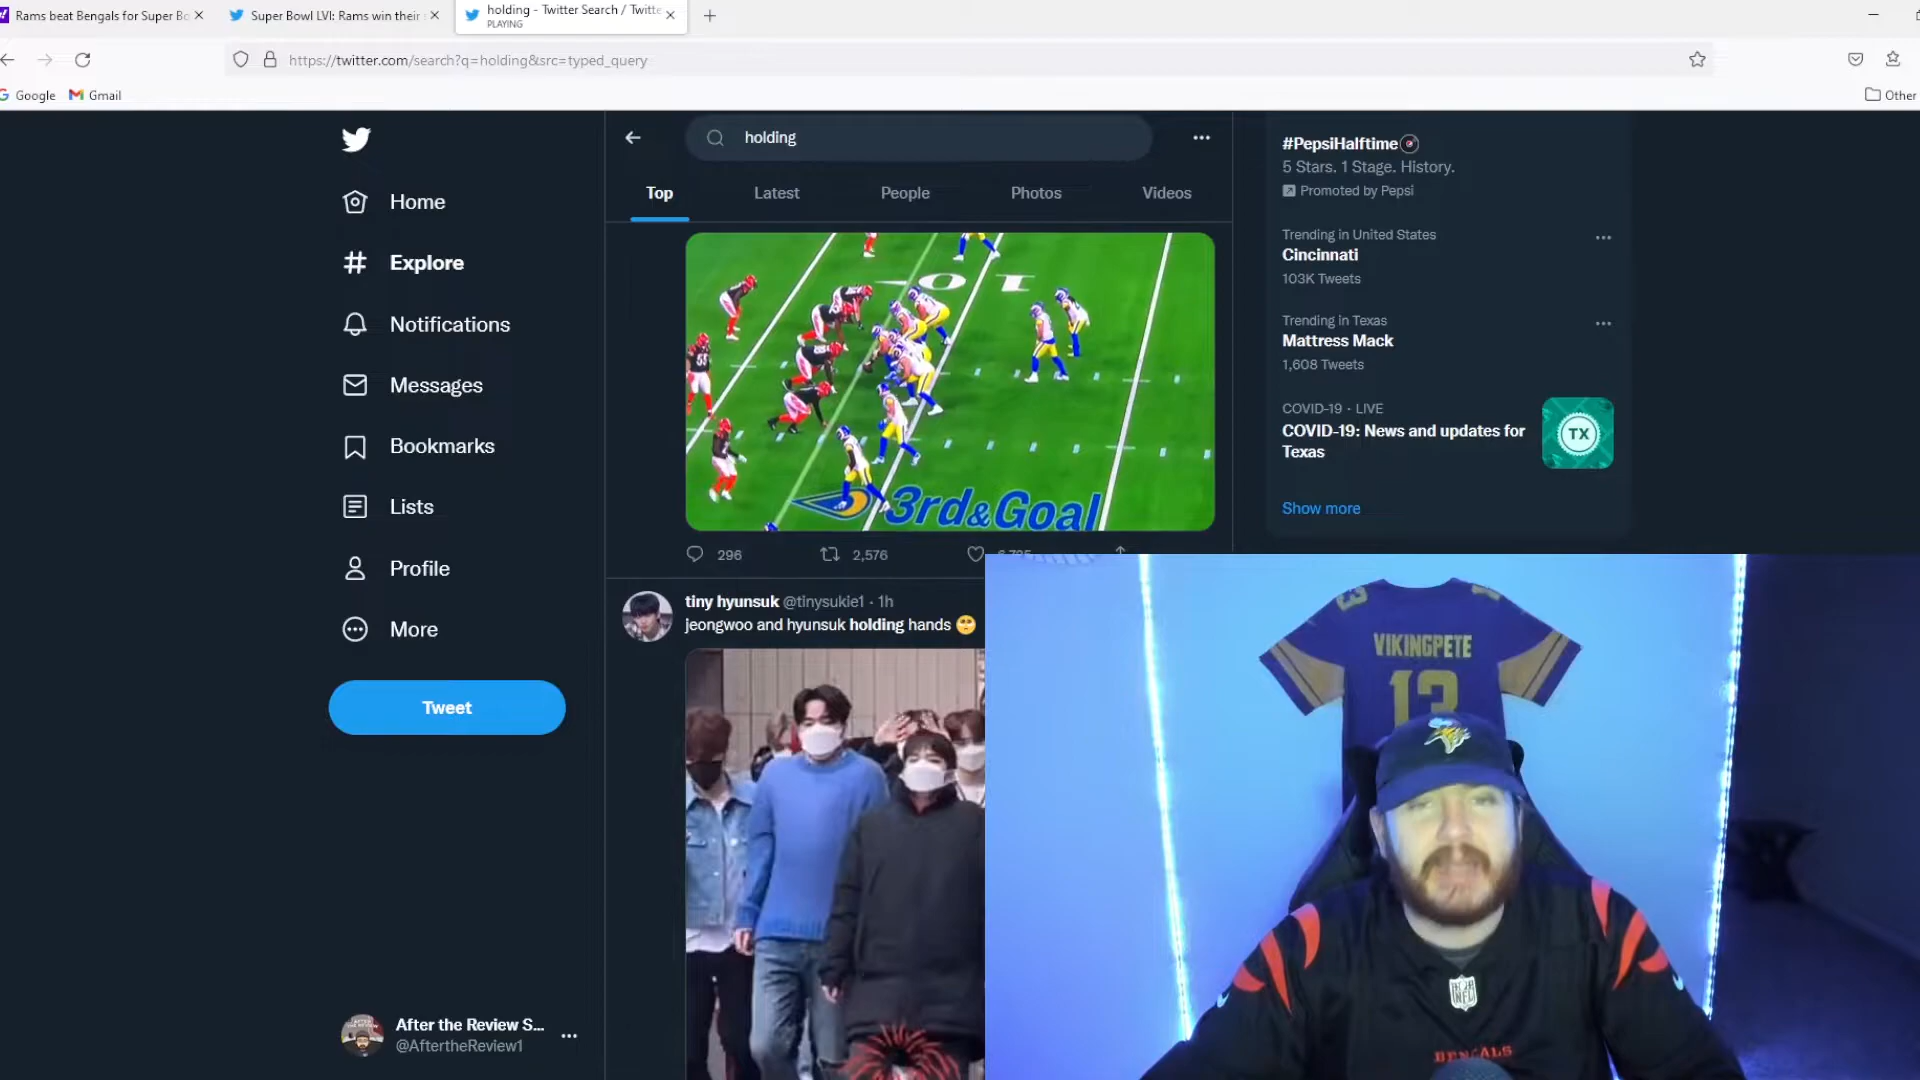 Rams beat Bengals for Super Bo
Super Bowl LVI: Rams win their
holding - Twitter Search / Twitte
PLAYING
https://twitter.com/search?q=holding&src=typed_query
Google
Gmail
Other
holding
Top
Latest
People
Photos
Videos
Home
Explore
Notifications
Messages
Bookmarks
Lists
Profile
More
Tweet
After the Review S...
@AftertheReview1
10
55
3rd&Goal
296
2,576
tiny hyunsuk @tinysukie1 · 1h
jeongwoo and hyunsuk holding hands
#PepsiHalftime
5 Stars. 1 Stage. History.
Promoted by Pepsi
Trending in United States
Cincinnati
103K Tweets
Trending in Texas
Mattress Mack
1,608 Tweets
COVID-19 · LIVE
COVID-19: News and updates for
Texas
TX
Show more
13
VIKINGPETE
13
NFL
BENGALS